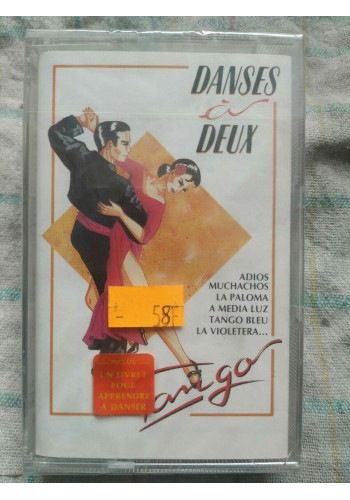 DANSES
à
DEUX
ADIOS
MUCHACHOS
LA PALOMA
A MEDIA LUZ
TANGO BLEU
LA VIOLETERA...
58F
UN LIVRET
POUR
APPRENDRE
A DANSER
Tango